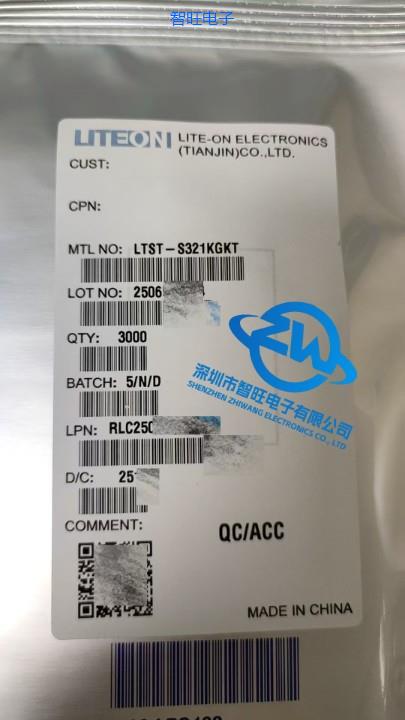 智旺电子
LITEON LITE-ON ELECTRONICS
(TIANJIN)CO.,LTD.
CUST:
CPN:
MTL NO: LTST-S321KGKT
LOT NO: 2506
QTY: 3000
BATCH: 5/N/D
LPN: RLC250
D/C: 25
COMMENT:
QC/ACC
MADE IN CHINA
ZW
深圳市智旺电子有限公司
SHENZHEN ZHIWANG ELECTRONICS CO., LTD